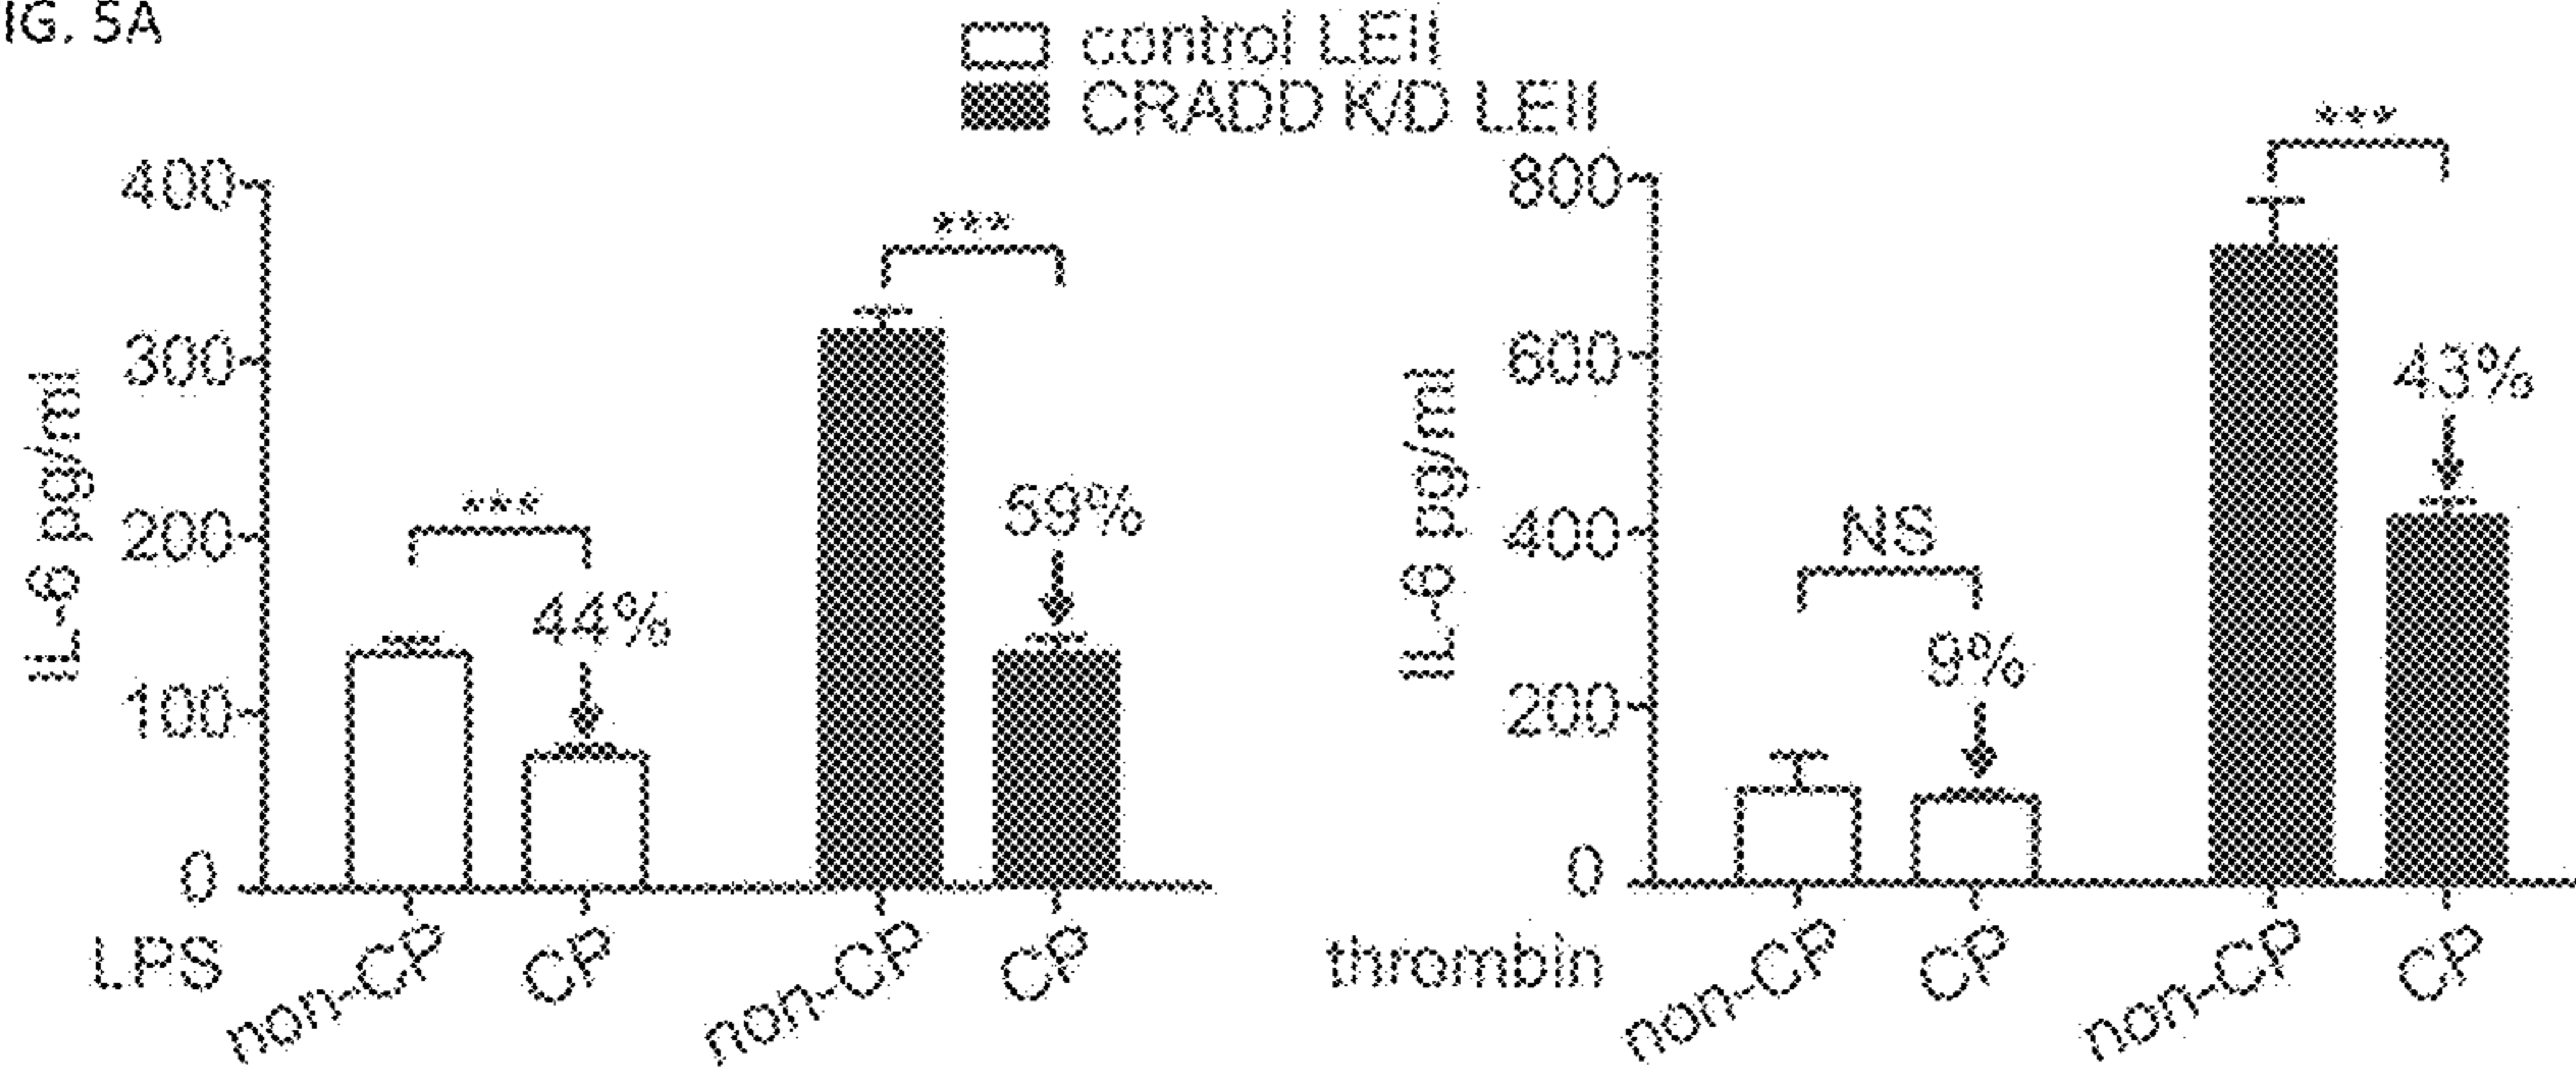 IG. 5A
control LEII
CRADD K/D LEII
IL-6 pg/ml
400
300
200
100
0
***
44%
***
59%
LPS
non-CP
CP
non-CP
CP
IL-6 pg/ml
800
600
400
200
0
NS
9%
***
43%
thrombin
non-CP
CP
non-CP
CP